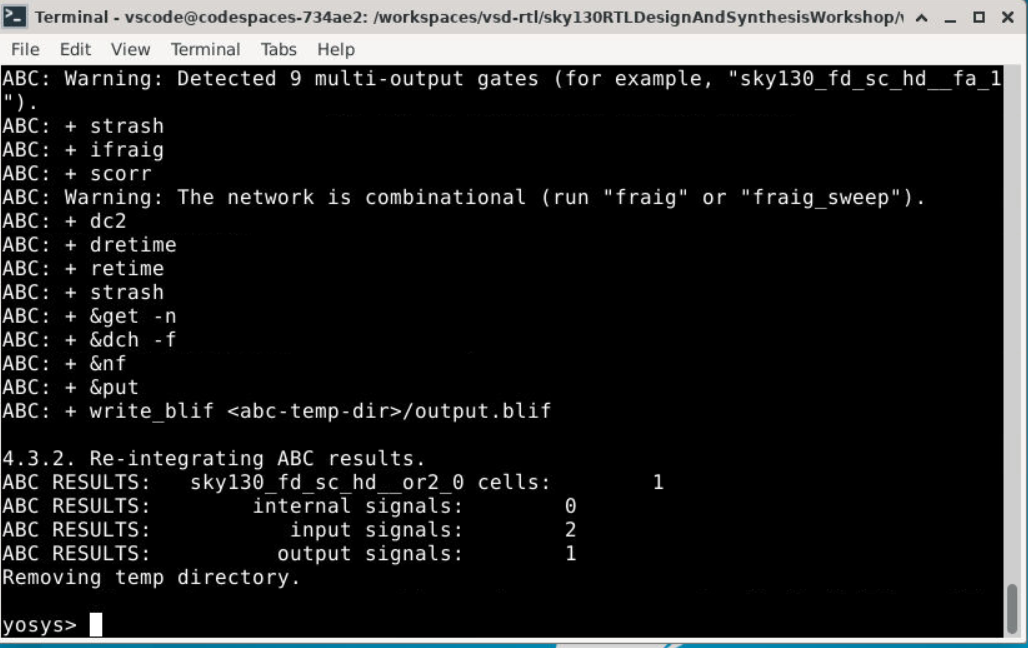 Terminal - vscode@codespaces-734ae2: /workspaces/vsd-rtl/sky130RTLDesignAndSynthesisWorkshop/
File Edit View Terminal Tabs Help
ABC: Warning: Detected 9 multi-output gates (for example, "sky130_fd_sc_hd__fa_1
").
ABC: + strash
ABC: + ifraig
ABC: + scorr
ABC: Warning: The network is combinational (run "fraig" or "fraig_sweep").
ABC: + dc2
ABC: + dretime
ABC: + retime
ABC: + strash
ABC: + &get -n
ABC: + &dch -f
ABC: + &nf
ABC: + &put
ABC: + write_blif <abc-temp-dir>/output.blif
4.3.2. Re-integrating ABC results.
ABC RESULTS:   sky130_fd_sc_hd__or2_0 cells:        1
ABC RESULTS:        internal signals:        0
ABC RESULTS:           input signals:        2
ABC RESULTS:          output signals:        1
Removing temp directory.
yosys>